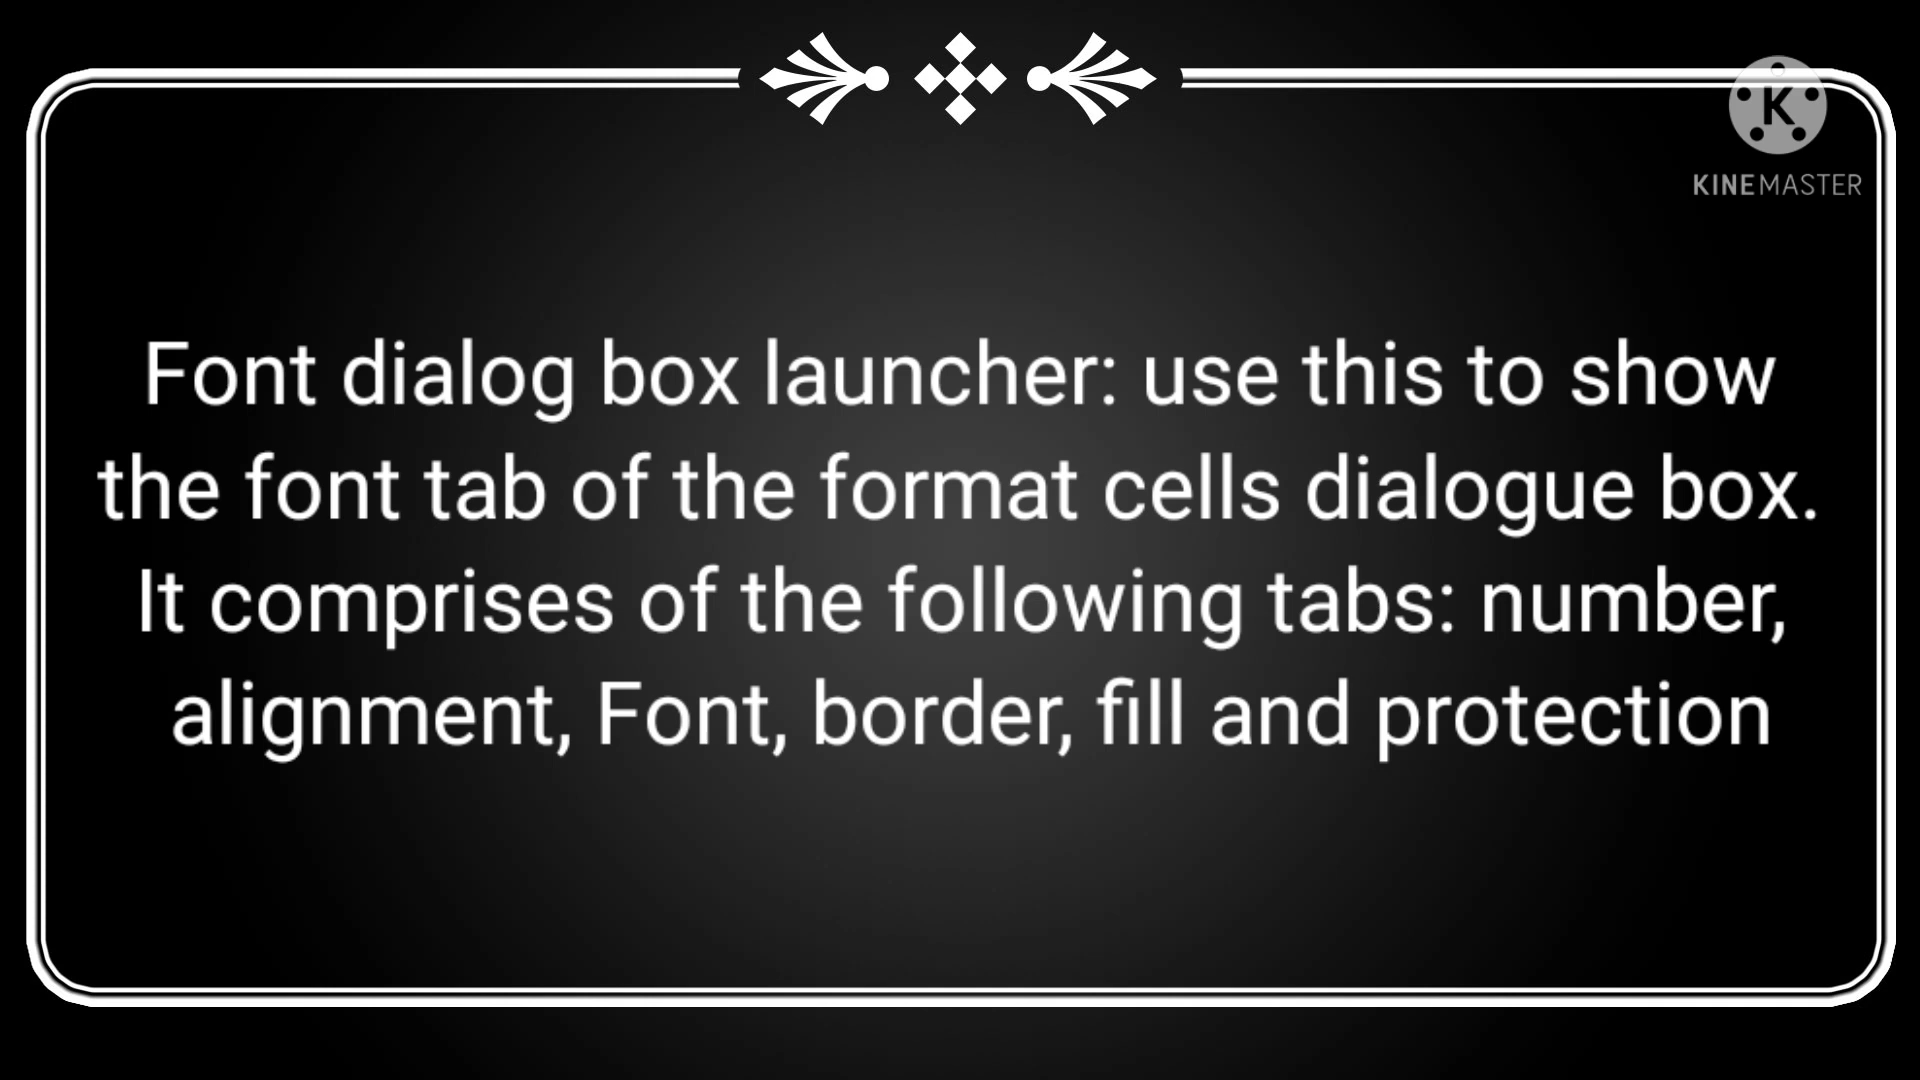 K
KINEMASTER
Font dialog box launcher: use this to show
the font tab of the format cells dialogue box.
It comprises of the following tabs: number,
alignment, Font, border, fill and protection